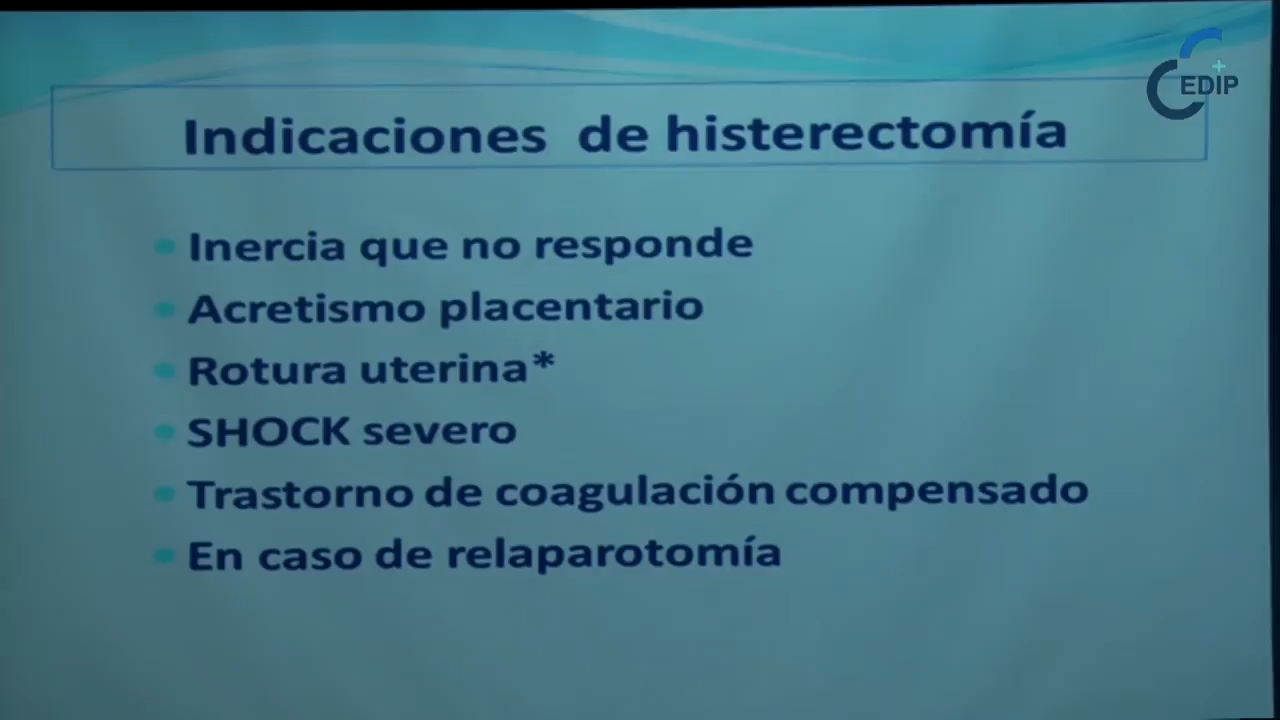 EDIP
Indicaciones de histerectomía
Inercia que no responde
Acretismo placentario
Rotura uterina*
SHOCK severo
Trastorno de coagulación compensado
En caso de relaparotomía